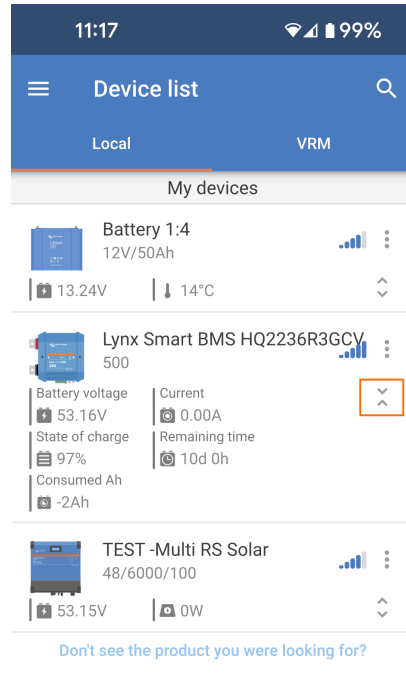 11:17
99%
Device list
Local
VRM
My devices
Battery 1:4
12V/50Ah
13.24V
14°C
Lynx Smart BMS HQ2236R3GCV
500
Battery voltage
Current
53.16V
0.00A
State of charge
Remaining time
97%
10d 0h
Consumed Ah
-2Ah
TEST -Multi RS Solar
48/6000/100
53.15V
0W
Don't see the product you were looking for?